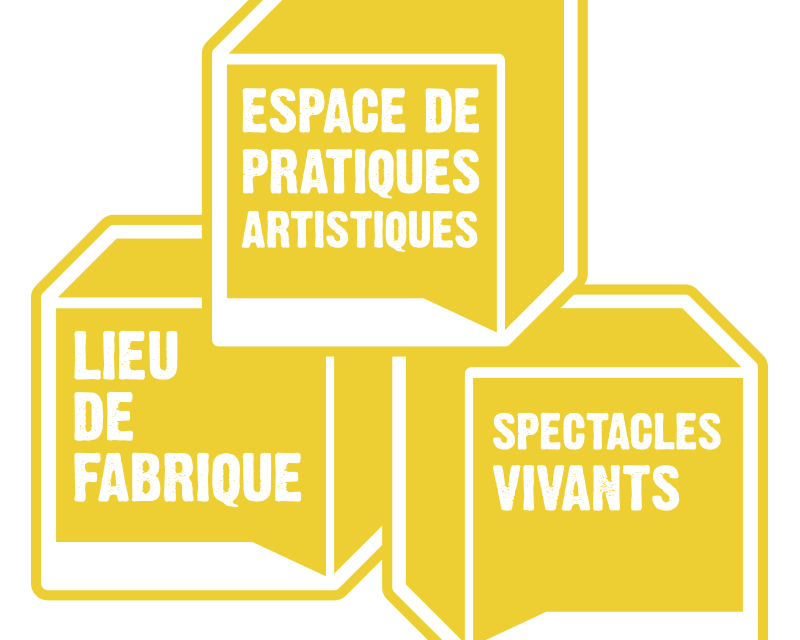 ESPACE DE
PRATIQUES
ARTISTIQUES
LIEU
DE
FABRIQUE
SPECTACLES
VIVANTS